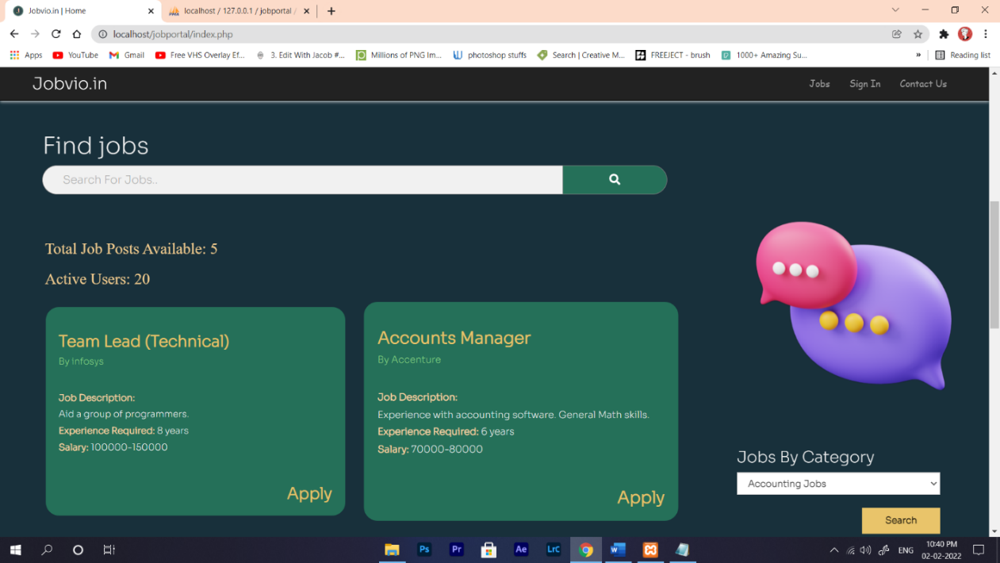 Jobvio.in | Home
localhost / 127.0.0.1 / jobportal /
localhost/jobportal/index.php
Apps YouTube Gmail Free VHS Overlay Ef... 3. Edit With Jacob #... Millions of PNG Im... photoshop stuffs Search | Creative M... FREEJECT - brush 1000+ Amazing Su... » Reading list
Jobvio.in Jobs Sign In Contact Us
Find jobs
Search For Jobs..
Total Job Posts Available: 5
Active Users: 20
Team Lead (Technical)
By Infosys
Job Description:
Aid a group of programmers.
Experience Required: 8 years
Salary: 100000-150000
Apply
Accounts Manager
By Accenture
Job Description:
Experience with accounting software. General Math skills.
Experience Required: 6 years
Salary: 70000-80000
Apply
Jobs By Category
Accounting Jobs
Search
Ps Pr Ae LrC W
ENG
10:40 PM
02-02-2022